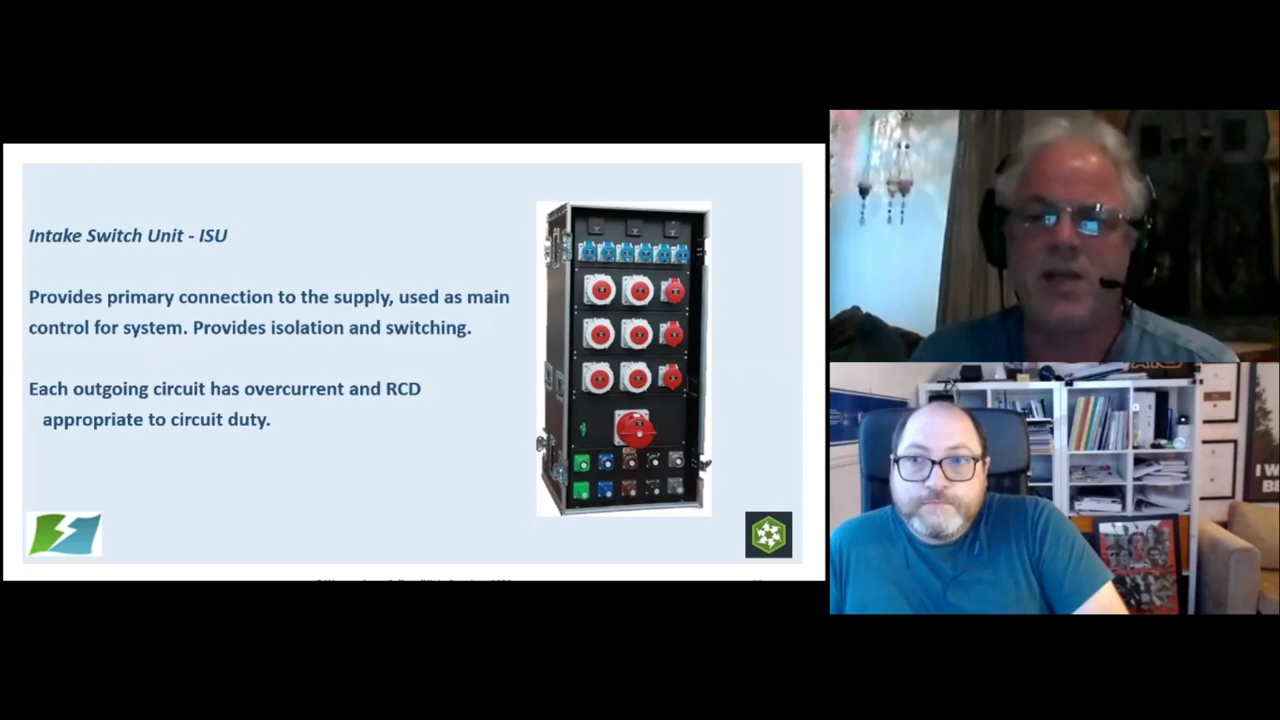 Intake Switch Unit - ISU
Provides primary connection to the supply, used as main
control for system. Provides isolation and switching.
Each outgoing circuit has overcurrent and RCD
appropriate to circuit duty.
I W
BE